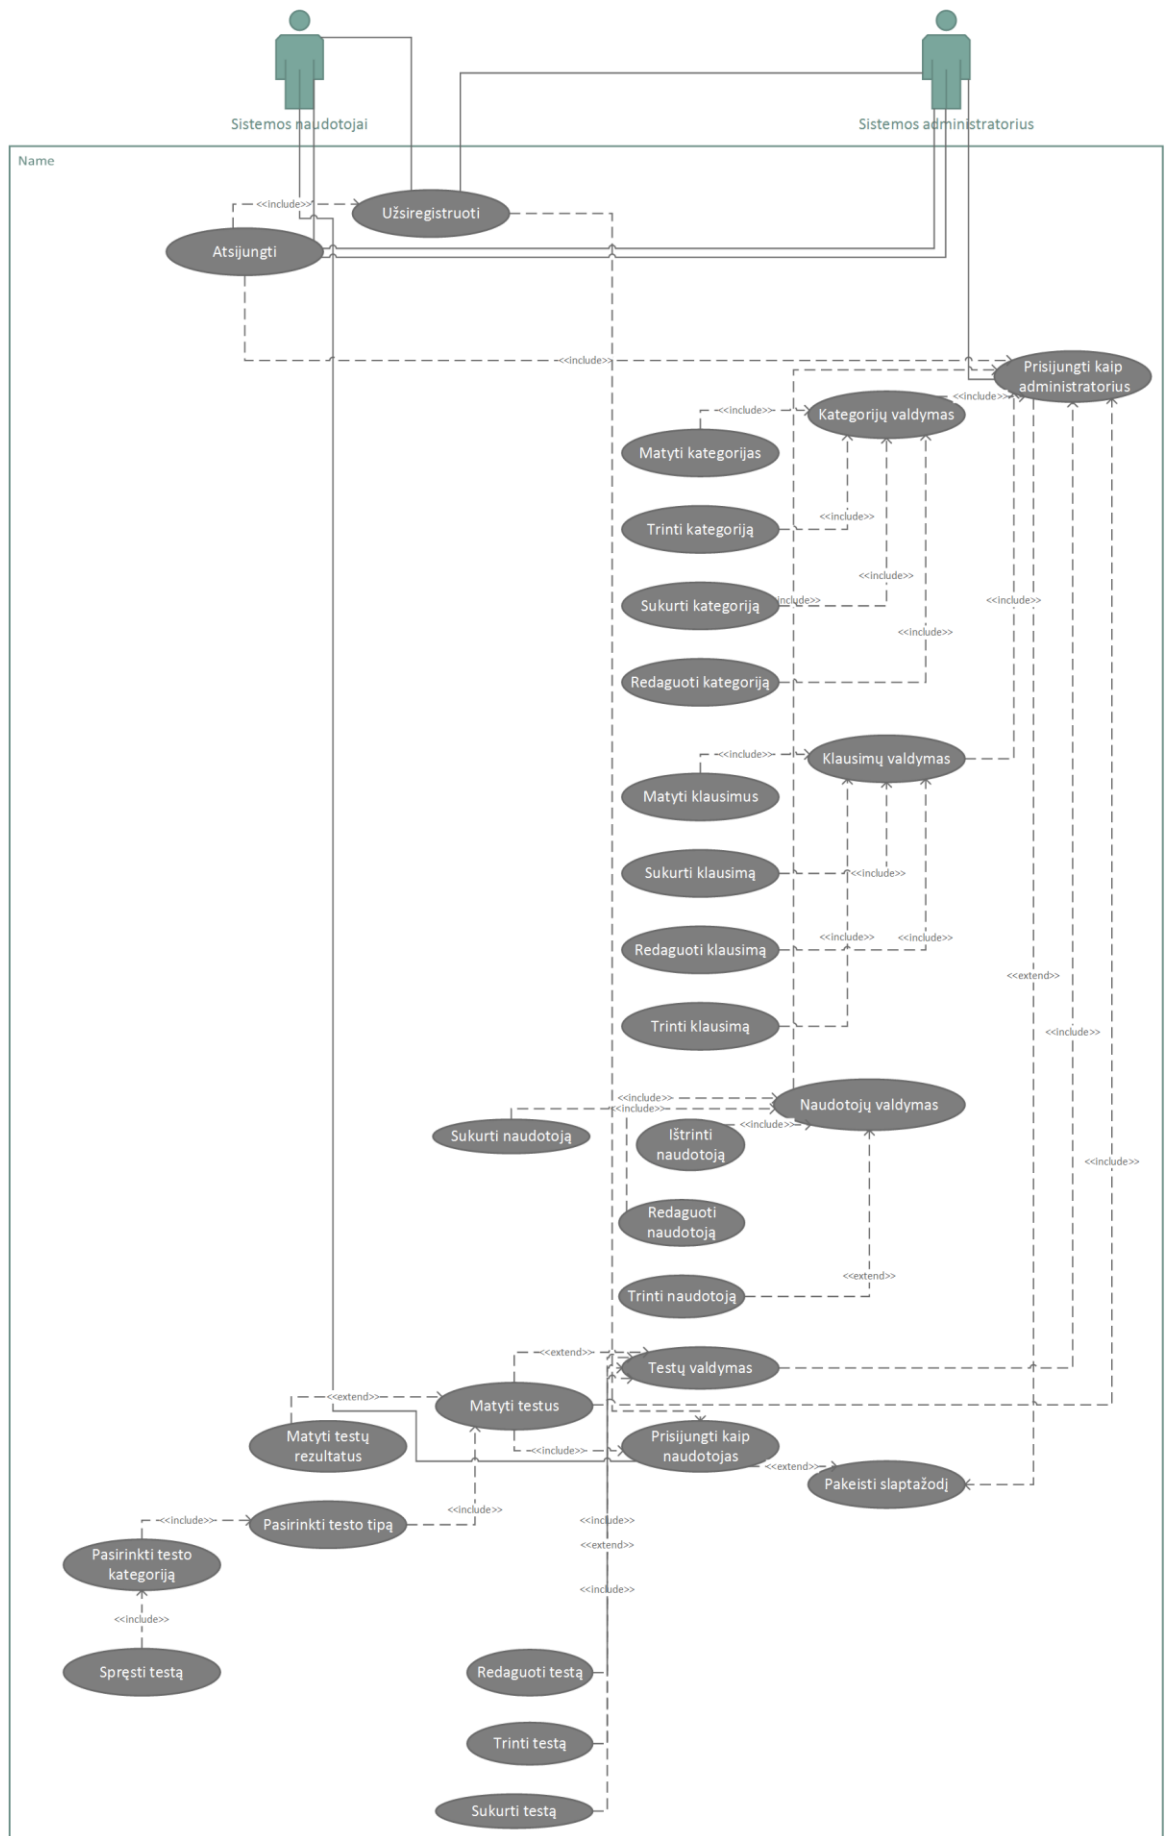 Sistemos naudotojai
Sistemos administratorius
Name
<<include>>
Užsiregistruoti
Atsijungti
<<include>>
Prisijungti kaip
administratorius
<<include>>
Kategorijų valdymas
<<include>>
Matyti kategorijas
<<include>>
Trinti kategoriją
<<include>>
Sukurti kategoriją
include>>
<<include>>
<<include>>
Redaguoti kategoriją
<<include>>
Klausimų valdymas
Matyti klausimus
Sukurti klausimą
<<include>>
<<include>>
<<include>>
Redaguoti klausimą
<<extend>>
Trinti klausimą
<<include>>
<<include>>
<<include>>
Naudotojų valdymas
Sukurti naudotoją
<<include>>
Ištrinti
naudotoją
<<include>>
Redaguoti
naudotoją
<<extend>>
Trinti naudotoją
<<extend>>
Testų valdymas
<<extend>>
Matyti testus
Matyti testų
rezultatus
<<include>>
Prisijungti kaip
naudotojas
<<extend>>
Pakeisti slaptažodį
<<include>>
<<include>>
Pasirinkti testo tipą
<<include>>
<<extend>>
Pasirinkti testo
kategoriją
<<include>>
<<include>>
Spręsti testą
Redaguoti testą
Trinti testą
Sukurti testą